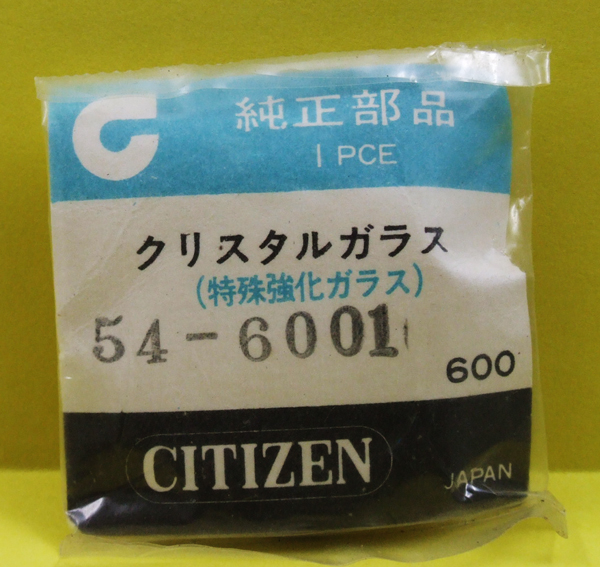 純正部品
1 PCE
クリスタルガラス
(特殊強化ガラス)
54-6001
600
CITIZEN
JAPAN